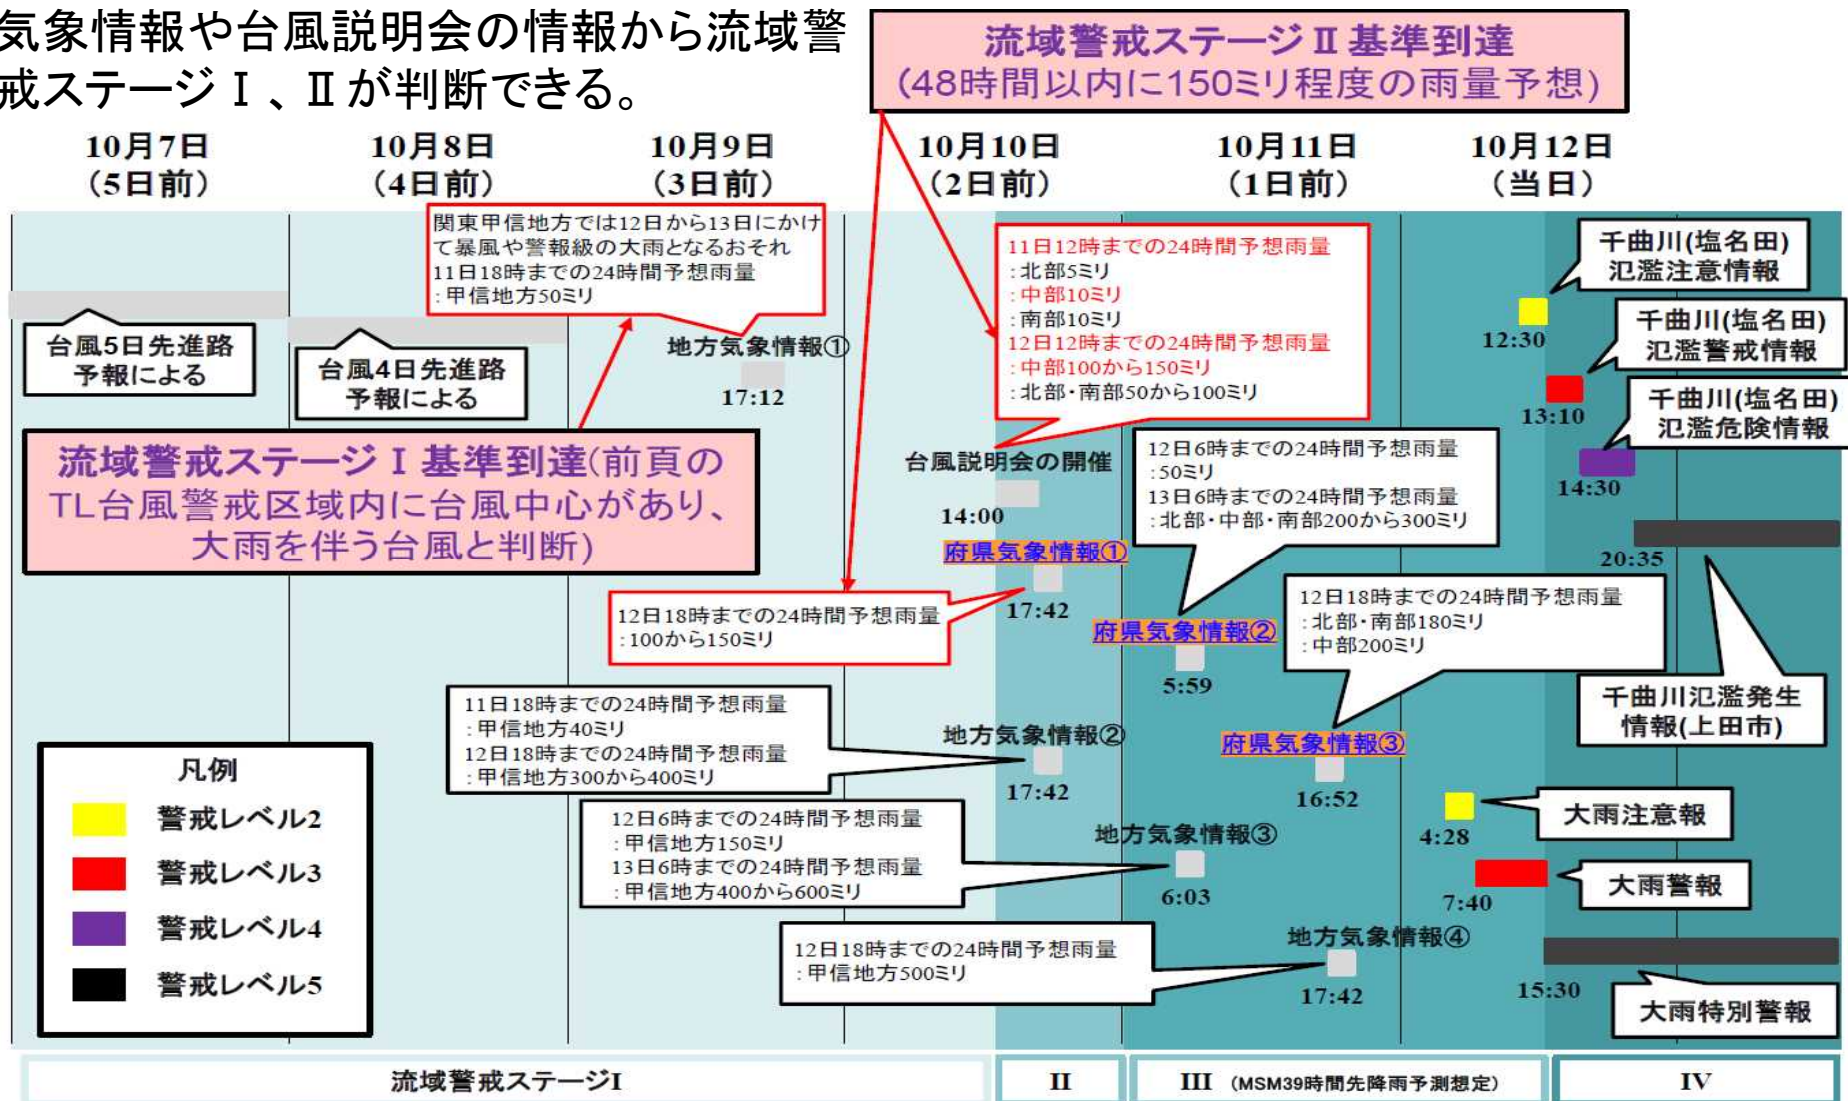 気象情報や台風説明会の情報から流域警
戒ステージⅠ、Ⅱが判断できる。
流域警戒ステージⅡ基準到達
(48時間以内に150ミリ程度の雨量予想)
10月7日
(5日前)
10月8日
(4日前)
10月9日
(3日前)
10月10日
(2日前)
10月11日
(1日前)
10月12日
(当日)
台風5日先進路
予報による
台風4日先進路
予報による
関東甲信地方では12日から13日にかけ
て暴風や警報級の大雨となるおそれ
11日18時までの24時間予想雨量
:甲信地方50ミリ
地方気象情報①
17:12
流域警戒ステージⅠ基準到達(前頁の
TL台風警戒区域内に台風中心があり、
大雨を伴う台風と判断)
11日12時までの24時間予想雨量
:北部5ミリ
:中部10ミリ
:南部10ミリ
12日12時までの24時間予想雨量
:中部100から150ミリ
:北部・南部50から100ミリ
台風説明会の開催
14:00
府県気象情報①
17:42
12日18時までの24時間予想雨量
:100から150ミリ
11日18時までの24時間予想雨量
:甲信地方40ミリ
12日18時までの24時間予想雨量
:甲信地方300から400ミリ
地方気象情報②
17:42
12日6時までの24時間予想雨量
:50ミリ
13日6時までの24時間予想雨量
:北部・中部・南部200から300ミリ
府県気象情報②
5:59
12日18時までの24時間予想雨量
:北部・南部180ミリ
:中部200ミリ
府県気象情報③
16:52
12日6時までの24時間予想雨量
:甲信地方150ミリ
13日6時までの24時間予想雨量
:甲信地方400から600ミリ
地方気象情報③
6:03
12日18時までの24時間予想雨量
:甲信地方500ミリ
地方気象情報④
17:42
千曲川(塩名田)
氾濫注意情報
12:30
千曲川(塩名田)
氾濫警戒情報
13:10
千曲川(塩名田)
氾濫危険情報
14:30
20:35
千曲川氾濫発生
情報(上田市)
4:28
大雨注意報
7:40
大雨警報
15:30
大雨特別警報
凡例
警戒レベル2
警戒レベル3
警戒レベル4
警戒レベル5
流域警戒ステージI
II
III (MSM39時間先降雨予測想定)
IV